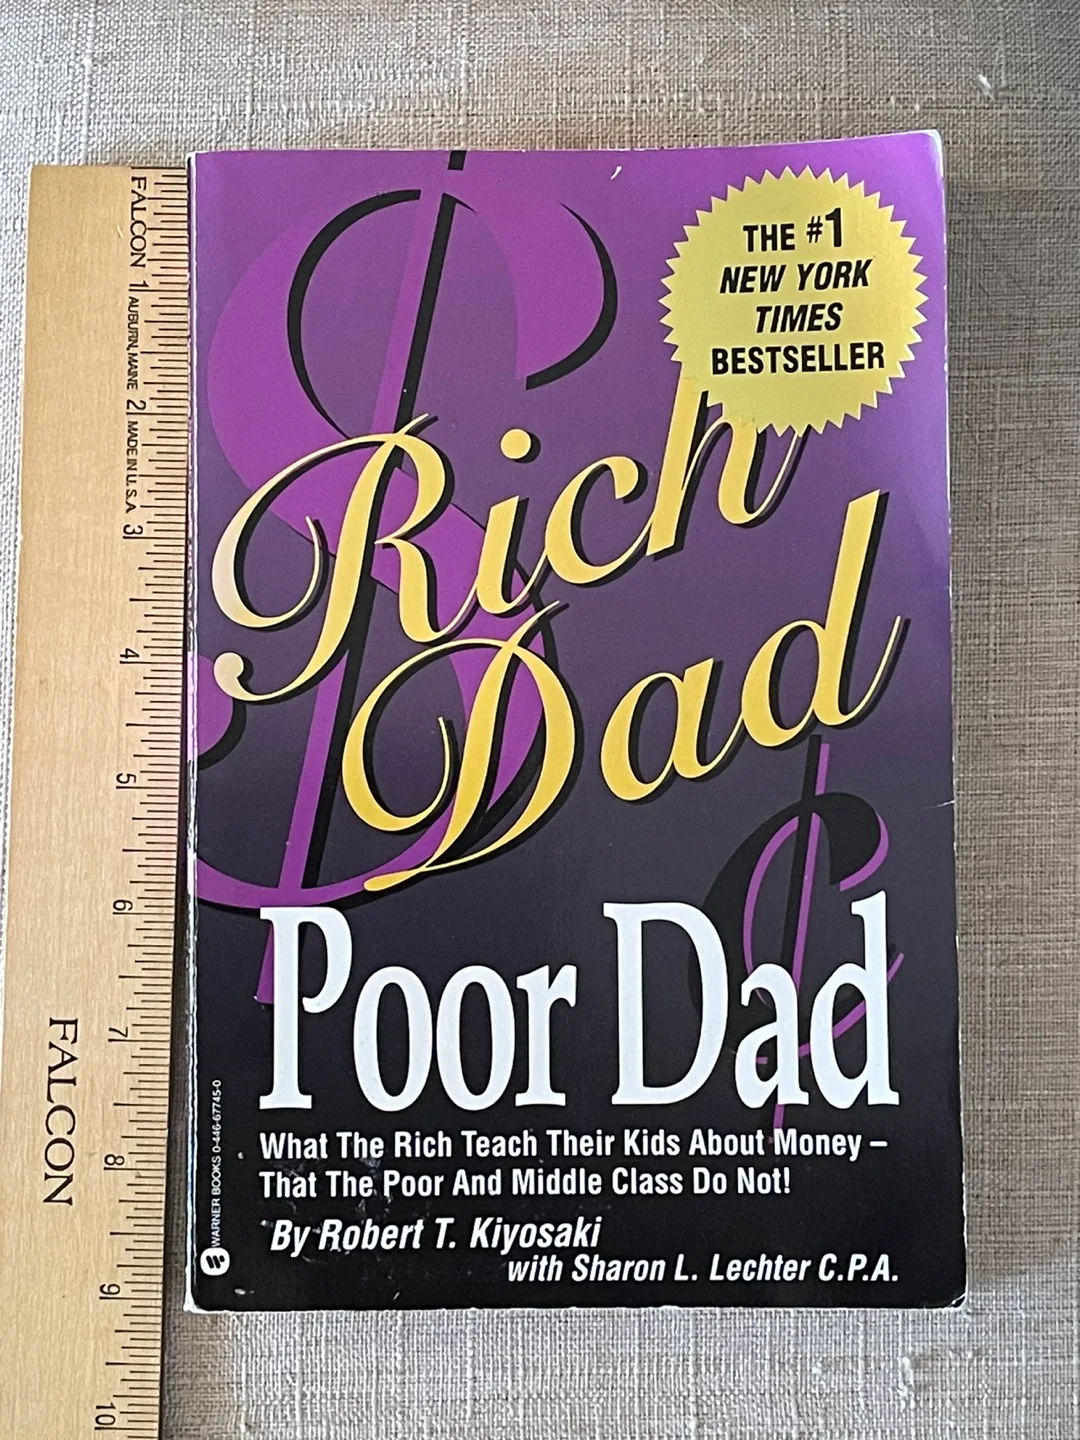 FALCON
AUBURN, MAINE
MADE IN U.S.A.
1
2
3
4
5
6
7
8
9
10
FALCON
THE #1
NEW YORK
TIMES
BESTSELLER
Rich
Dad
Poor Dad
What The Rich Teach Their Kids About Money –
That The Poor And Middle Class Do Not!
By Robert T. Kiyosaki
with Sharon L. Lechter C.P.A.
WARNER BOOKS 0-446-67745-0